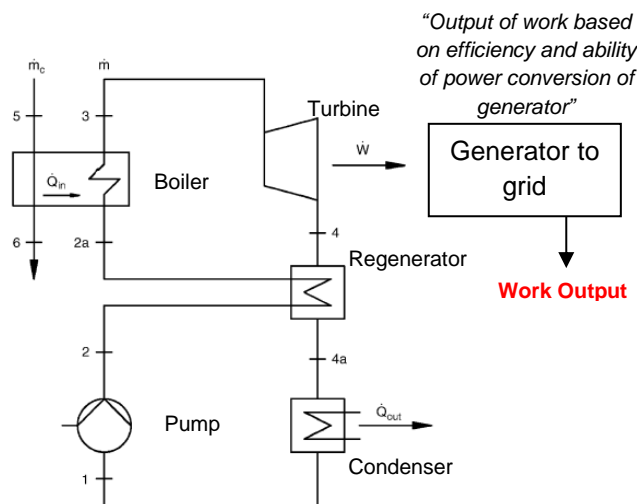 “Output of work based
on efficiency and ability
of power conversion of
generator”
ṁc
ṁ
5
3
Turbine
Generator to
grid
Ẇ
Q̇in
Boiler
6
2a
4
Regenerator
Work Output
2
4a
Pump
Q̇out
Condenser
1